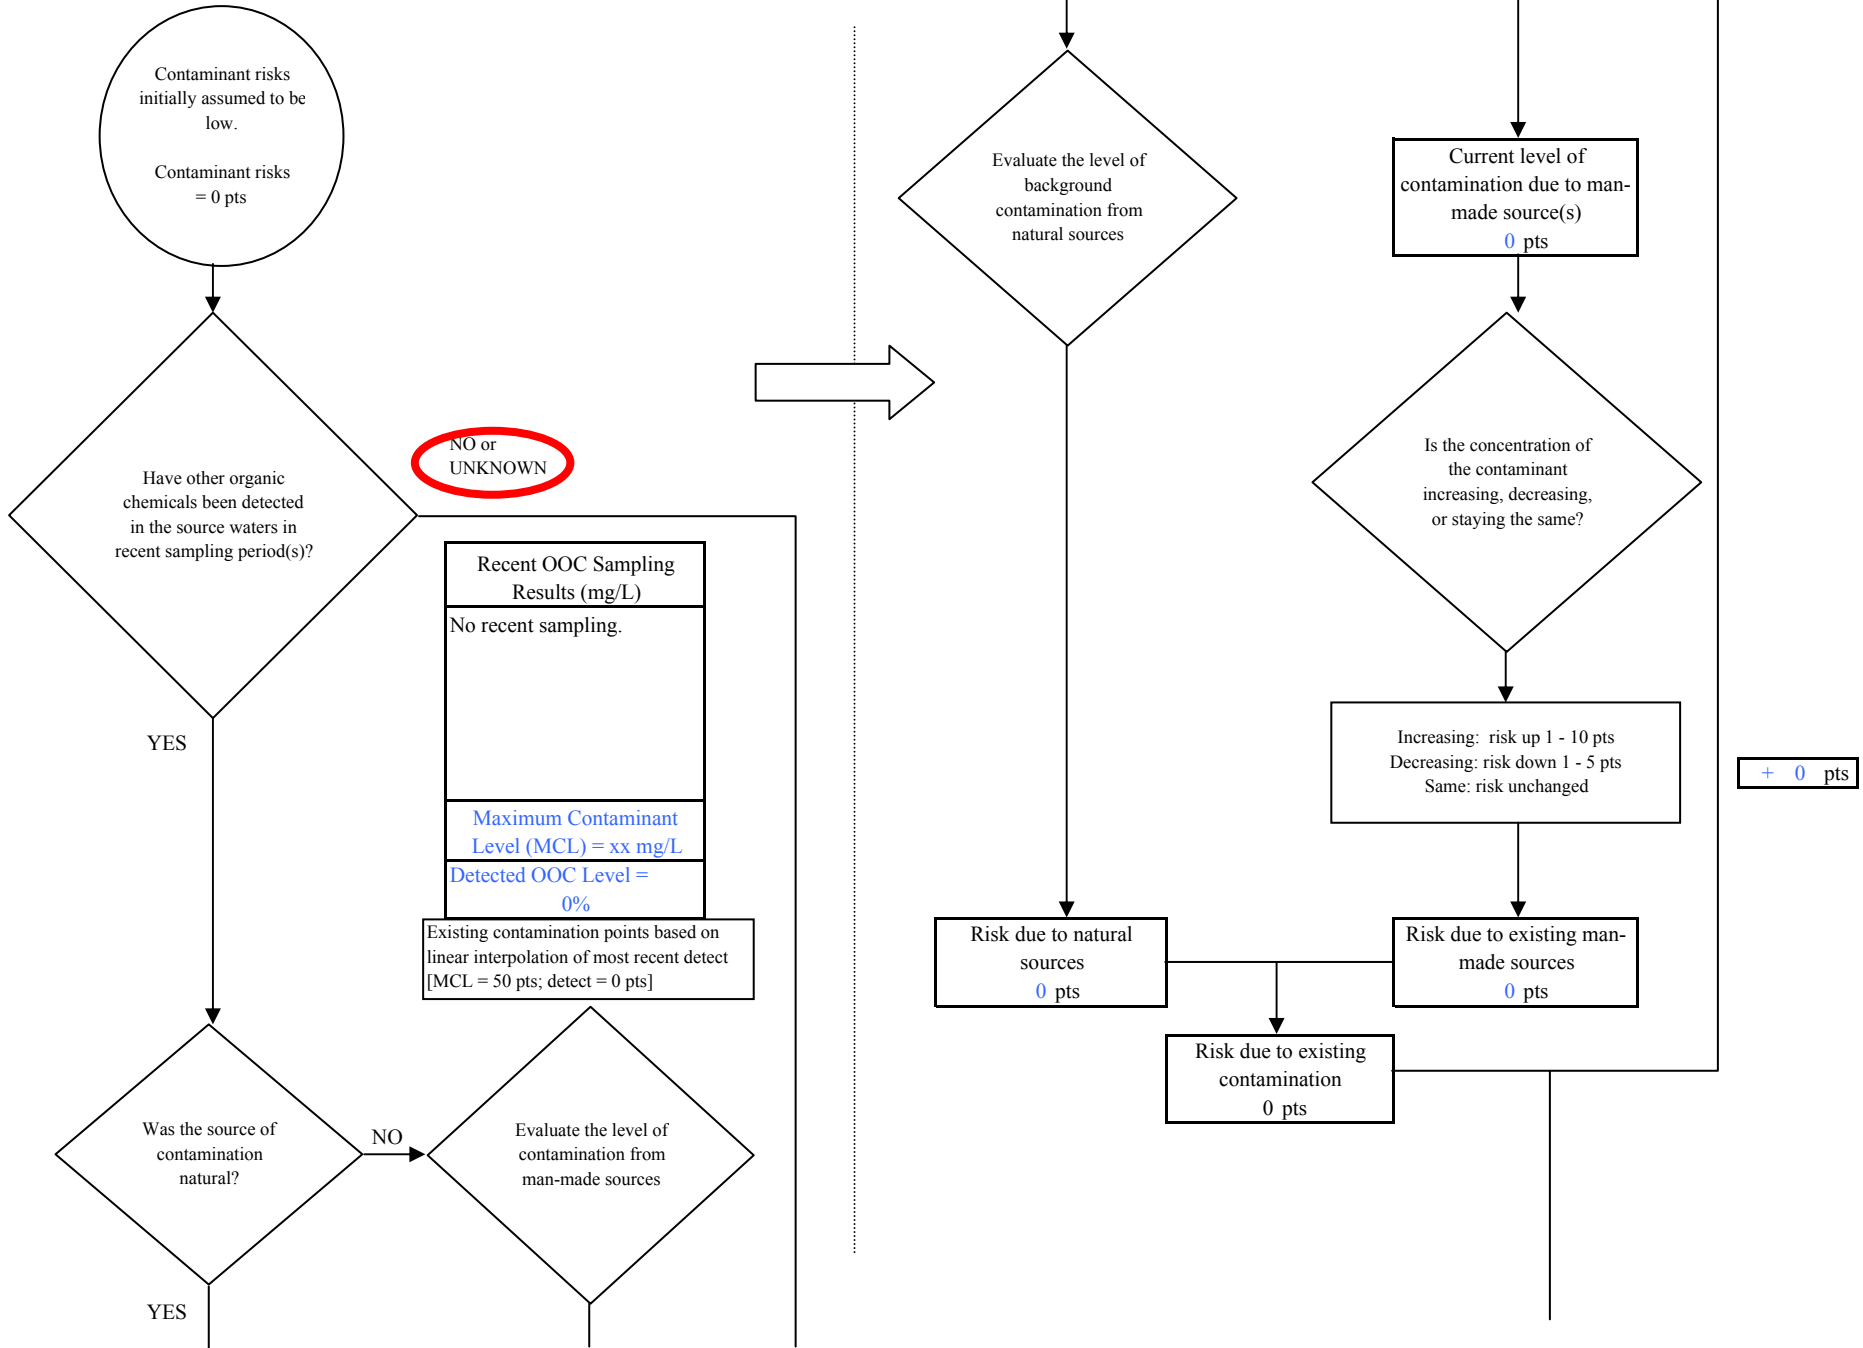 Contaminant risks
initially assumed to be
low.
Contaminant risks
= 0 pts
Have other organic
chemicals been detected
in the source waters in
recent sampling period(s)?
NO or
UNKNOWN
YES
Recent OOC Sampling
Results (mg/L)
No recent sampling.
Maximum Contaminant
Level (MCL) = xx mg/L
Detected OOC Level =
0%
Existing contamination points based on
linear interpolation of most recent detect
[MCL = 50 pts; detect = 0 pts]
Was the source of
contamination
natural?
NO
Evaluate the level of
contamination from
man-made sources
YES
Evaluate the level of
background
contamination from
natural sources
Current level of
contamination due to man-
made source(s)
0 pts
Is the concentration of
the contaminant
increasing, decreasing,
or staying the same?
Increasing: risk up 1 - 10 pts
Decreasing: risk down 1 - 5 pts
Same: risk unchanged
+ 0 pts
Risk due to natural
sources
0 pts
Risk due to existing man-
made sources
0 pts
Risk due to existing
contamination
0 pts